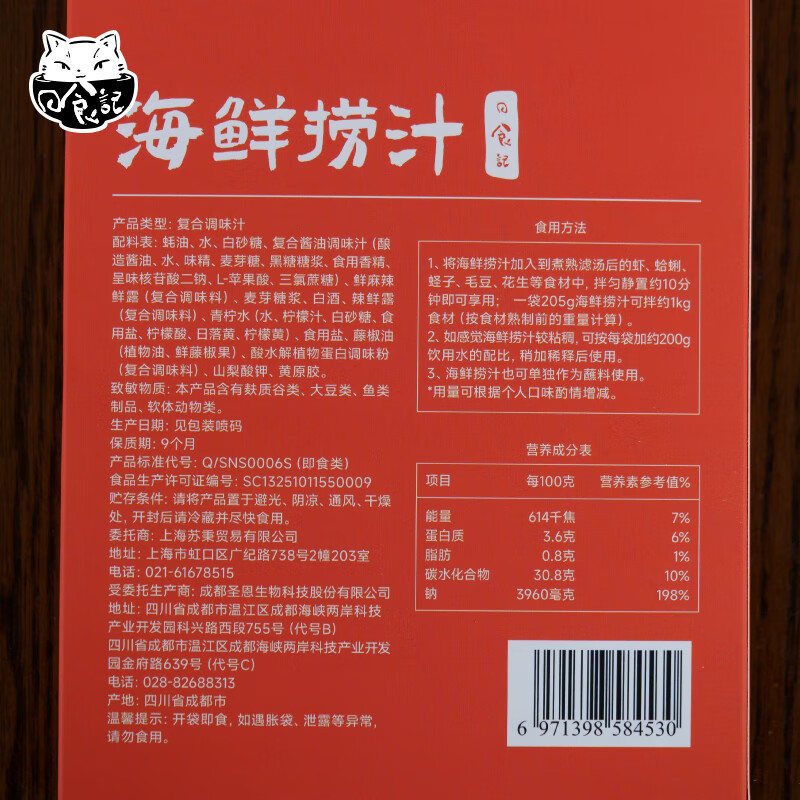 日食記
海鮮捞汁
日食記
产品类型: 复合调味汁
配料表: 蚝油、水、白砂糖、复合酱油调味汁 (酿
造酱油、水、味精、麦芽糖、黑糖糖浆、食用香精、
呈味核苷酸二钠、L-苹果酸、三氯蔗糖) 、鲜麻辣
鲜露 (复合调味料) 、麦芽糖浆、白酒、辣鲜露
(复合调味料) 、青柠水 (水、柠檬汁、白砂糖、食
用盐、柠檬酸、日落黄、柠檬黄) 、食用盐、藤椒油
(植物油、鲜藤椒果) 、酸水解植物蛋白调味粉
(复合调味料) 、山梨酸钾、黄原胶。
致敏物质: 本产品含有麸质谷类、大豆类、鱼类
制品、软体动物类。
生产日期: 见包装喷码
保质期: 9个月
产品标准代号: Q/SNS0006S (即食类)
食品生产许可证编号: SC13251011550009
贮存条件: 请将产品置于避光、阴凉、通风、干燥
处, 开封后请冷藏并尽快食用。
委托商: 上海苏秉贸易有限公司
地址: 上海市虹口区广纪路738号2幢203室
电话: 021-61678515
受委托生产商: 成都圣恩生物科技股份有限公司
地址: 四川省成都市温江区成都海峡两岸科技
产业开发园科兴路西段755号 (代号B)
四川省成都市温江区成都海峡两岸科技产业开发
园金府路639号 (代号C)
电话: 028-82688313
产地: 四川省成都市
温馨提示: 开袋即食, 如遇胀袋、泄露等异常,
请勿食用。
食用方法
1、将海鲜捞汁加入到煮熟滤汤后的虾、蛤蜊、
蛏子、毛豆、花生等食材中, 拌匀静置约10分
钟即可享用; 一袋205g海鲜捞汁可拌约1kg
食材 (按食材熟制前的重量计算) 。
2、如感觉海鲜捞汁较粘稠, 可按每袋加约200g
饮用水的配比, 稍加稀释后使用。
3、海鲜捞汁也可单独作为蘸料使用。
*用量可根据个人口味酌情增减。
营养成分表
项目 每100克 营养素参考值%
能量 614千焦 7%
蛋白质 3.6克 6%
脂肪 0.8克 1%
碳水化合物 30.8克 10%
钠 3960毫克 198%
6 971398 584530